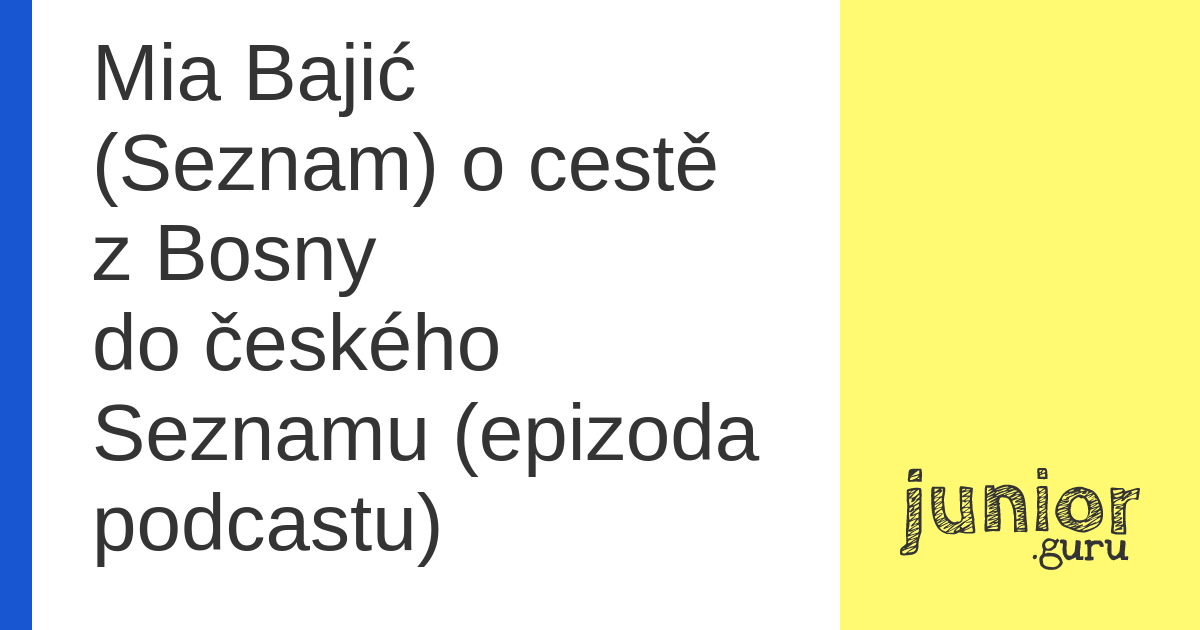 Mia Bajić
(Seznam) o cestě
z Bosny
do českého
Seznamu (epizoda
podcastu)
junior
.guru